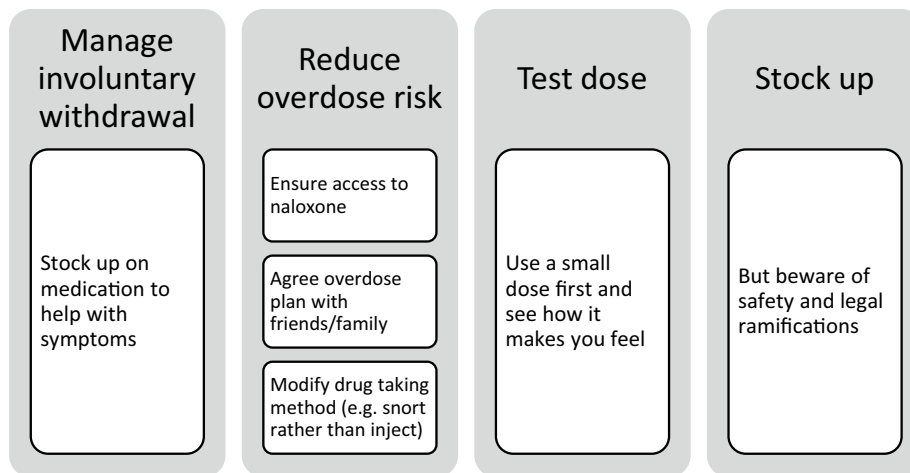 Manage
involuntary
withdrawal
Stock up on
medication to
help with
symptoms
Reduce
overdose risk
Ensure access to
naloxone
Agree overdose
plan with
friends/family
Modify drug taking
method (e.g. snort
rather than inject)
Test dose
Use a small
dose first and
see how it
makes you feel
Stock up
But beware of
safety and legal
ramifications